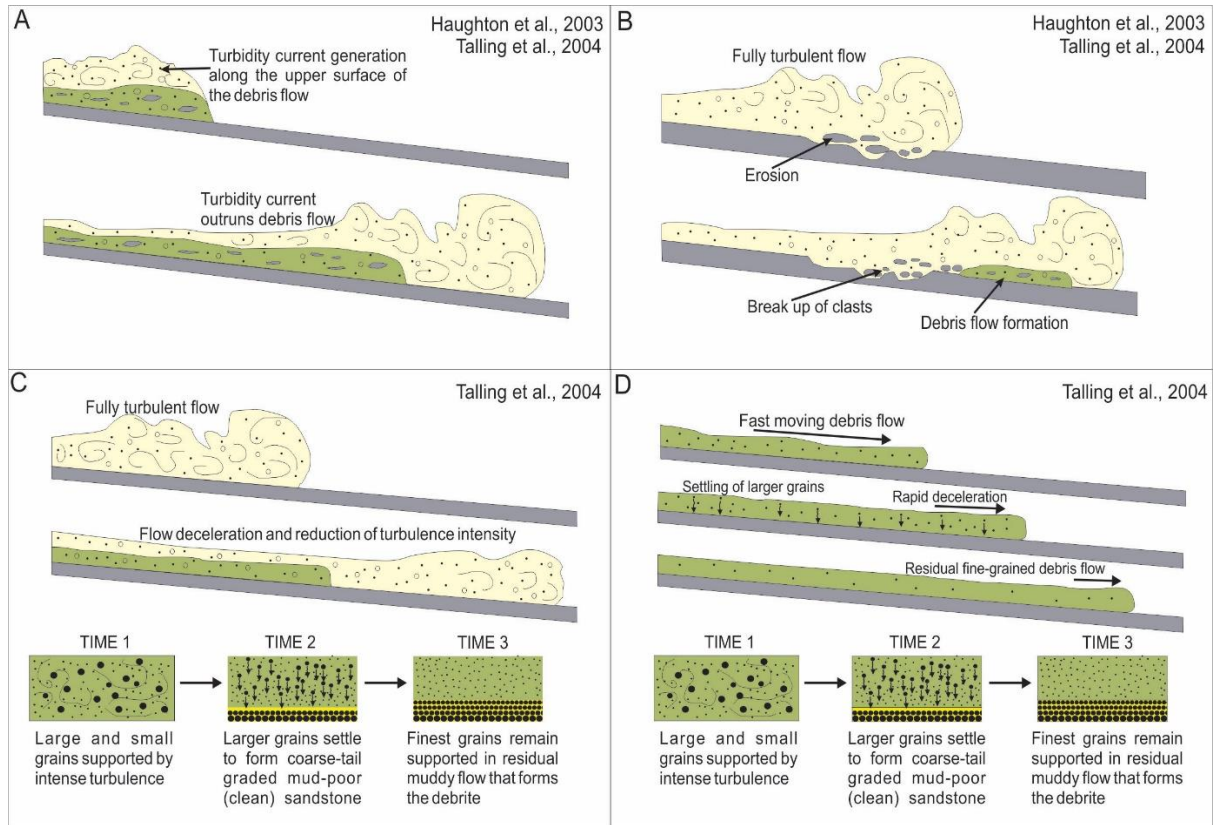 A
Haughton et al., 2003
Talling et al., 2004
Turbidity current generation
along the upper surface of
the debris flow
Turbidity current
outruns debris flow
B
Haughton et al., 2003
Talling et al., 2004
Fully turbulent flow
Erosion
Break up of clasts
Debris flow formation
C
Talling et al., 2004
Fully turbulent flow
Flow deceleration and reduction of turbulence intensity
TIME 1
TIME 2
TIME 3
Large and small
grains supported by
intense turbulence
Larger grains settle
to form coarse-tail
graded mud-poor
(clean) sandstone
Finest grains remain
supported in residual
muddy flow that forms
the debrite
D
Talling et al., 2004
Fast moving debris flow
Settling of larger grains
Rapid deceleration
Residual fine-grained debris flow
TIME 1
TIME 2
TIME 3
Large and small
grains supported by
intense turbulence
Larger grains settle
to form coarse-tail
graded mud-poor
(clean) sandstone
Finest grains remain
supported in residual
muddy flow that forms
the debrite